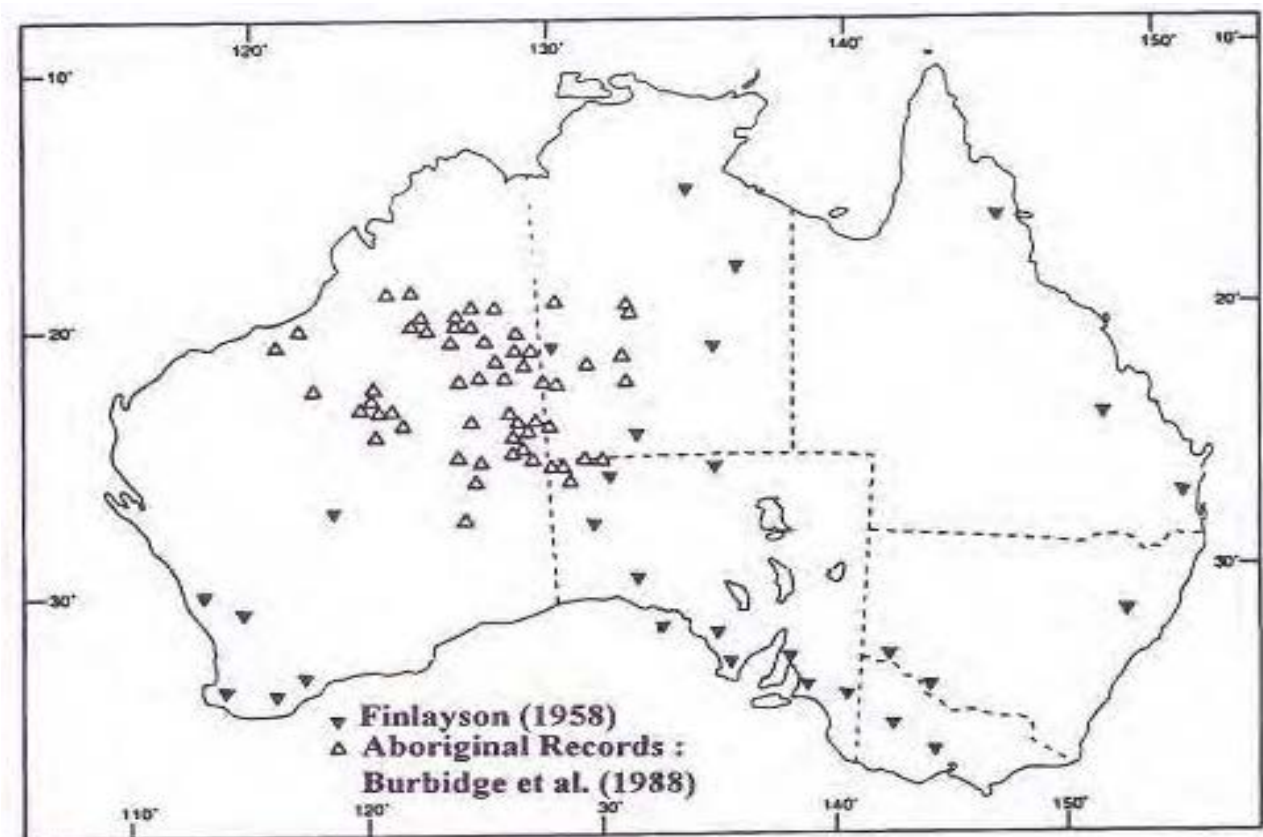 120° 130° 140° 150° 10°
10°
20°
20°
30°
30°
Finlayson (1958)
Aboriginal Records :
Burbidge et al. (1988)
110° 120° 30° 140° 150°